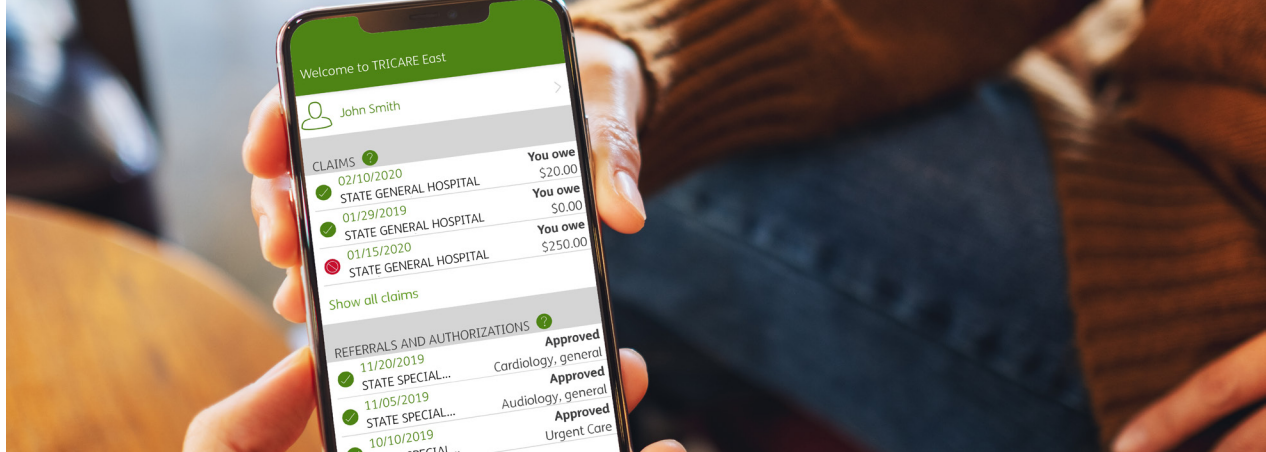 Welcome to TRICARE East
John Smith
CLAIMS ?
02/10/2020
STATE GENERAL HOSPITAL
You owe
$20.00
01/29/2019
STATE GENERAL HOSPITAL
You owe
$0.00
01/15/2020
STATE GENERAL HOSPITAL
You owe
$250.00
Show all claims
REFERRALS AND AUTHORIZATIONS ?
11/20/2019
STATE SPECIAL...
Approved
Cardiology, general
11/05/2019
STATE SPECIAL...
Approved
Audiology, general
10/10/2019
Approved
Urgent Care